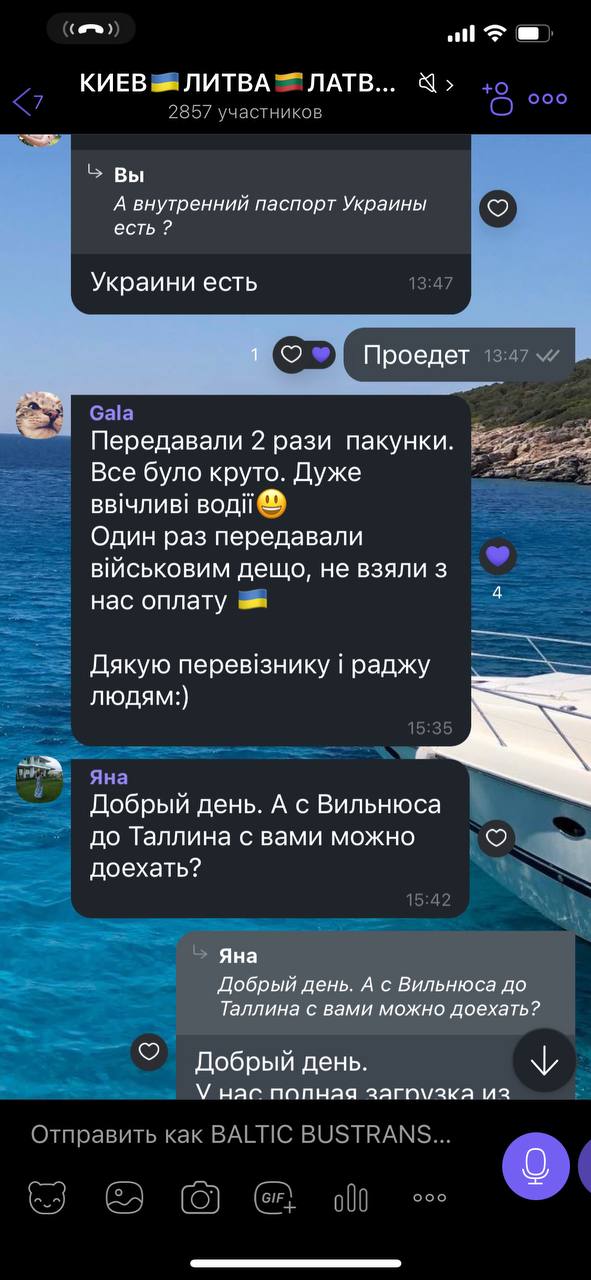 КИЕВ🇺🇦ЛИТВА🇱🇹ЛАТВ...
7
2857 участников
Вы
А внутренний паспорт Украины
есть ?
Украини есть
13:47
1
Проедет
13:47
Gala
Передавали 2 рази пакунки.
Все було круто. Дуже
ввічливі водії😃
Один раз передавали
військовим дещо, не взяли з
нас оплату 🇺🇦
4
Дякую перевізнику і раджу
людям:)
15:35
Яна
Добрый день. А с Вильнюса
до Таллина с вами можно
доехать?
15:42
Яна
Добрый день. А с Вильнюса до
Таллина с вами можно доехать?
Добрый день.
У нас полная загрузка из
Отправить как BALTIC BUSTRANS...
GIF